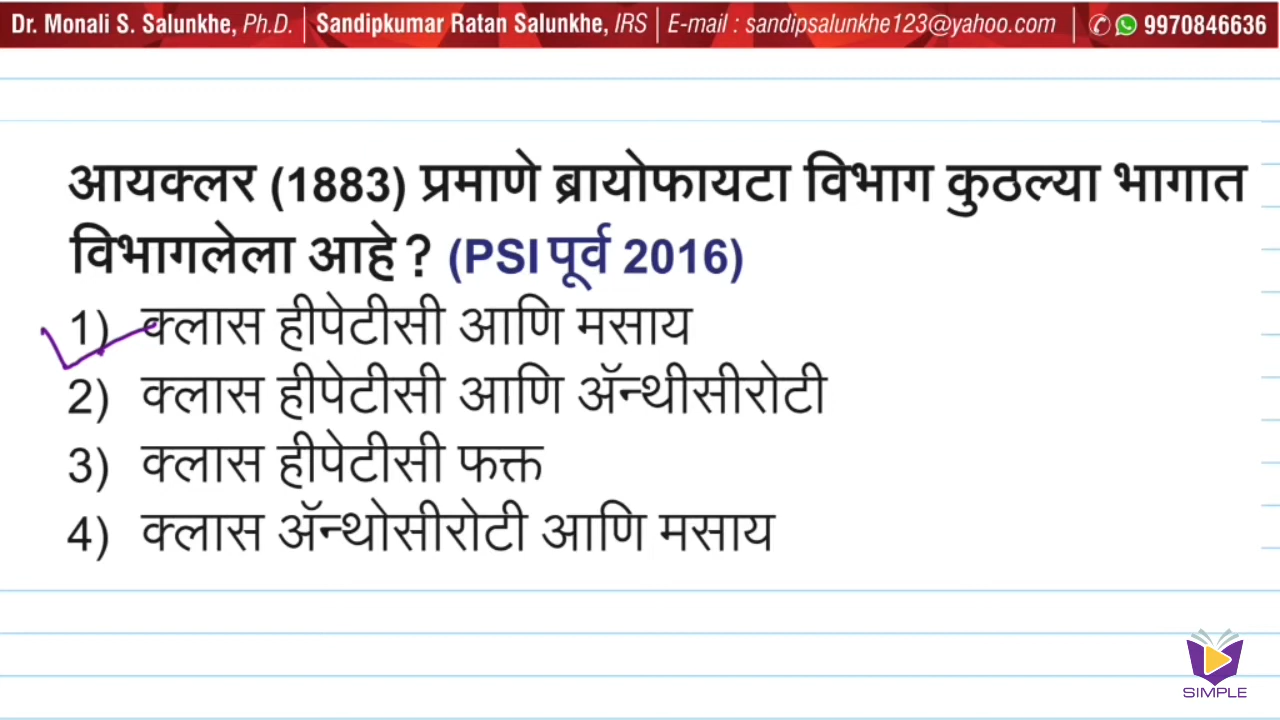 Dr. Monali S. Salunkhe, Ph.D. | Sandipkumar Ratan Salunkhe, IRS | E-mail : sandipsalunkhe123@yahoo.com | 9970846636
आयक्लर (1883) प्रमाणे ब्रायोफायटा विभाग कुठल्या भागात
विभागलेला आहे? (PSI पूर्व 2016)
1) क्लास हीपेटीसी आणि मसाय
2) क्लास हीपेटीसी आणि ॲन्थीसीरोटी
3) क्लास हीपेटीसी फक्त
4) क्लास ॲन्थोसीरोटी आणि मसाय
SIMPLE